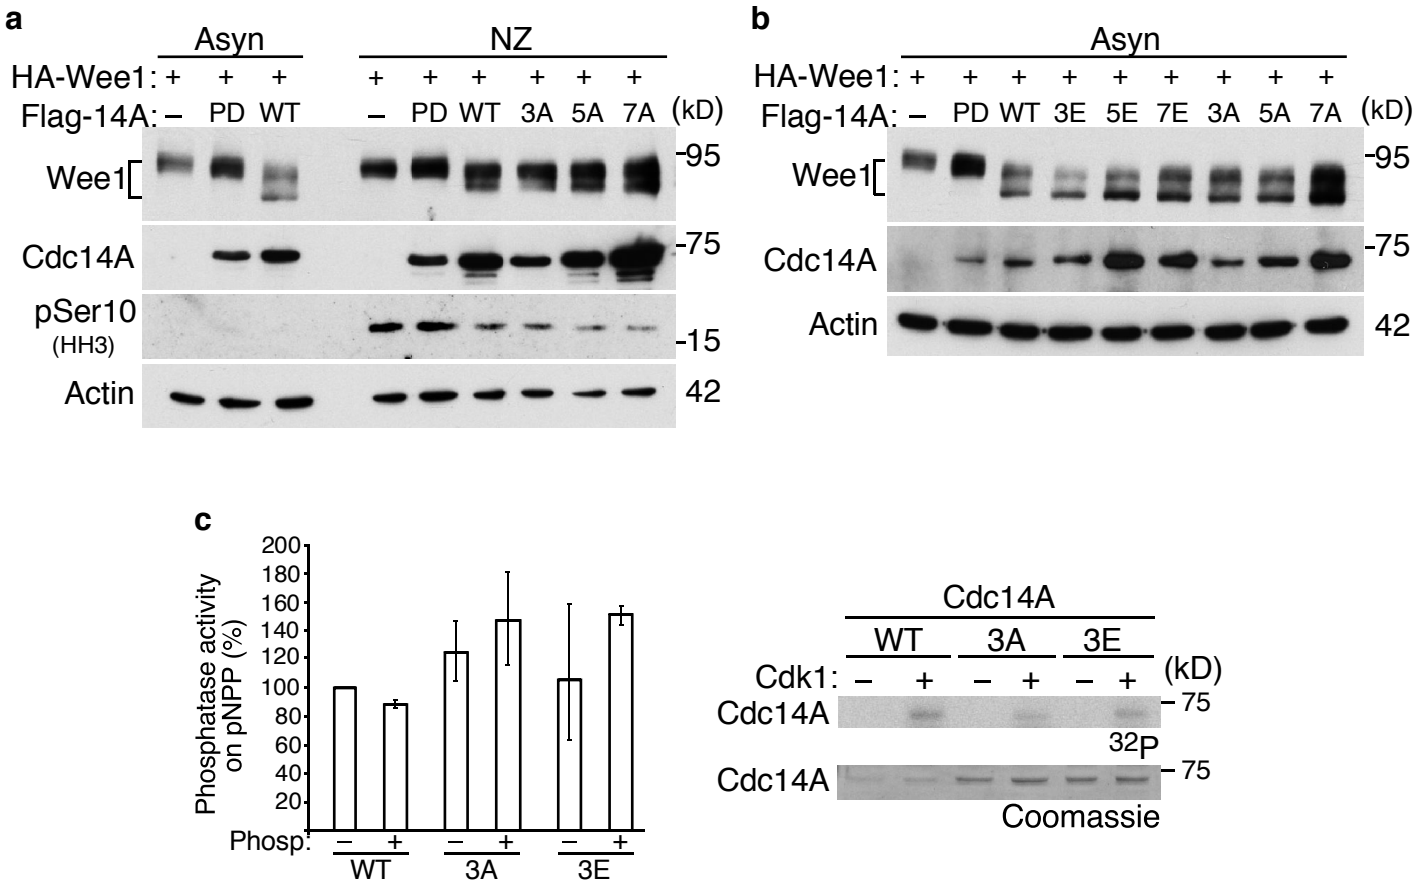 a
Asyn NZ
HA-Wee1: + + + + + + + + +
Flag-14A: – PD WT – PD WT 3A 5A 7A (kD)
Wee1 95
Cdc14A 75
pSer10
(HH3) 15
Actin 42
b
Asyn
HA-Wee1: + + + + + + + + +
Flag-14A: – PD WT 3E 5E 7E 3A 5A 7A (kD)
Wee1 95
Cdc14A 75
Actin 42
c
Phosphatase activity
on pNPP (%)
200
180
160
140
120
100
80
60
40
20
Phosp: – + – + – +
WT 3A 3E
Cdc14A
WT 3A 3E
Cdk1: – + – + – + (kD)
Cdc14A 75
32P
Cdc14A 75
Coomassie